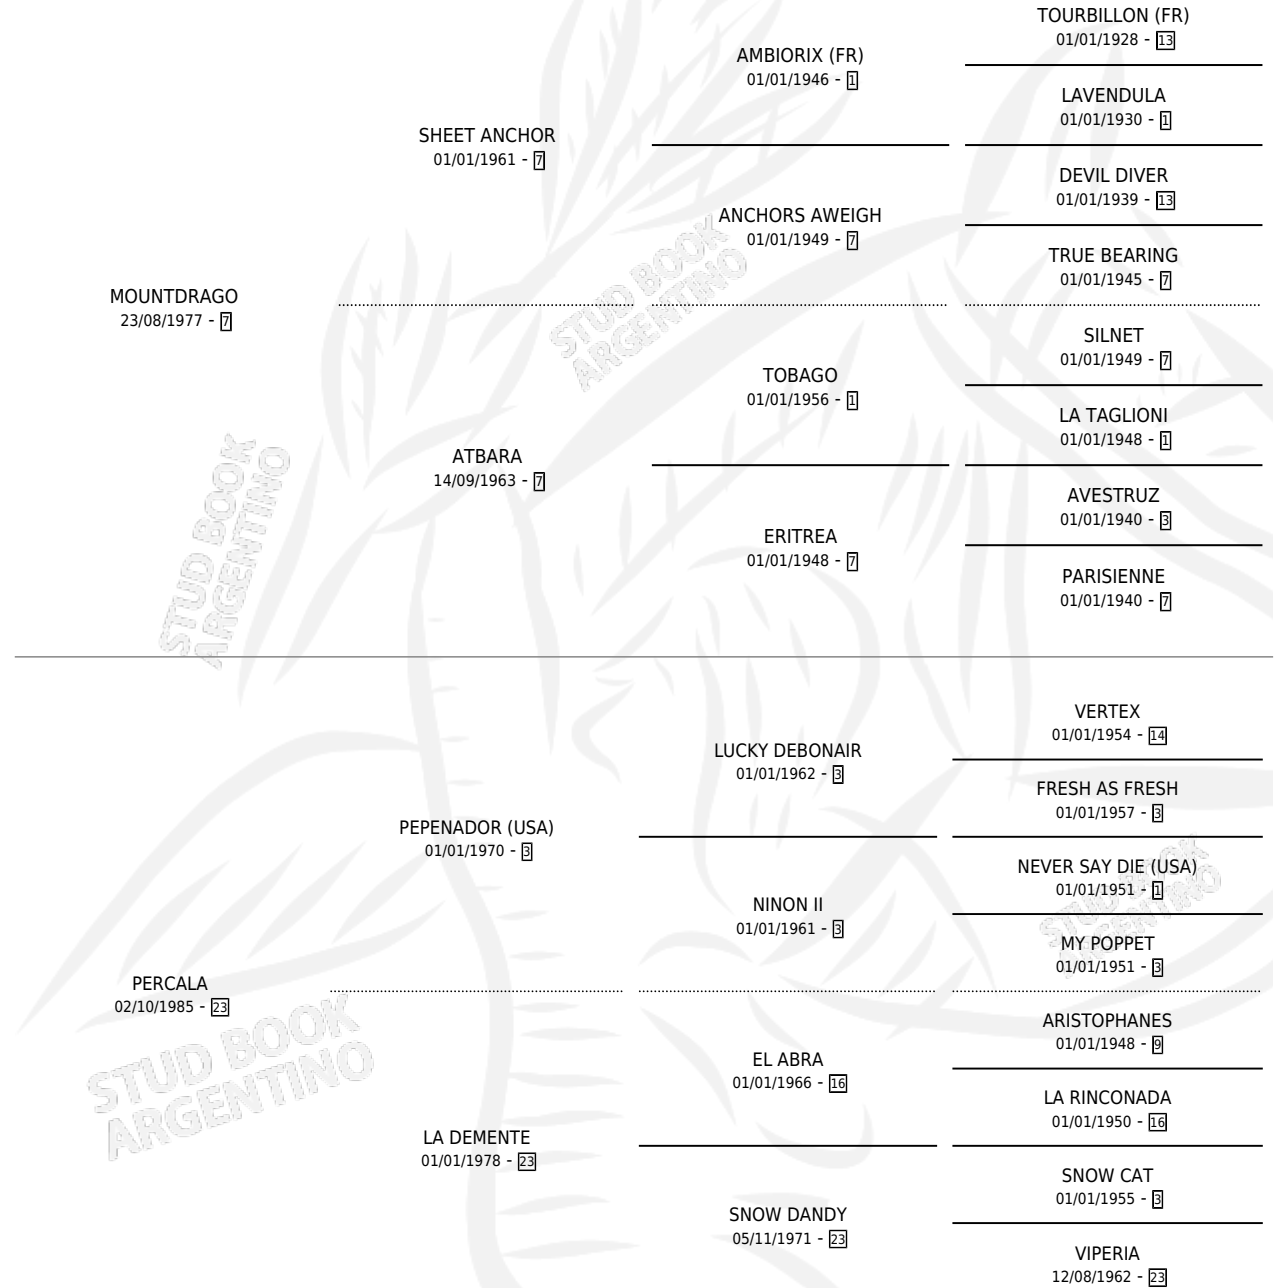 TOURBILLON (FR)
01/01/1928 - 13
AMBIORIX (FR)
01/01/1946 - 1
LAVENDULA
01/01/1930 - 1
SHEET ANCHOR
01/01/1961 - 7
DEVIL DIVER
01/01/1939 - 13
ANCHORS AWEIGH
01/01/1949 - 7
TRUE BEARING
01/01/1945 - 7
MOUNTDRAGO
23/08/1977 - 7
STUD BOOK
ARGENTINO
SILNET
01/01/1949 - 7
TOBAGO
01/01/1956 - 1
LA TAGLIONI
01/01/1948 - 1
ATBARA
14/09/1963 - 7
AVESTRUZ
01/01/1940 - 3
ERITREA
01/01/1948 - 7
PARISIENNE
01/01/1940 - 7
STUD BOOK
ARGENTINO
VERTEX
01/01/1954 - 14
LUCKY DEBONAIR
01/01/1962 - 3
FRESH AS FRESH
01/01/1957 - 3
PEPENADOR (USA)
01/01/1970 - 3
NEVER SAY DIE (USA)
01/01/1951 - 1
NINON II
01/01/1961 - 3
MY POPPET
01/01/1951 - 3
STUD BOOK
ARGENTINO
PERCALA
02/10/1985 - 23
ARISTOPHANES
01/01/1948 - 9
EL ABRA
01/01/1966 - 16
LA RINCONADA
01/01/1950 - 16
STUD BOOK
ARGENTINO
LA DEMENTE
01/01/1978 - 23
SNOW CAT
01/01/1955 - 3
SNOW DANDY
05/11/1971 - 23
VIPERIA
12/08/1962 - 23